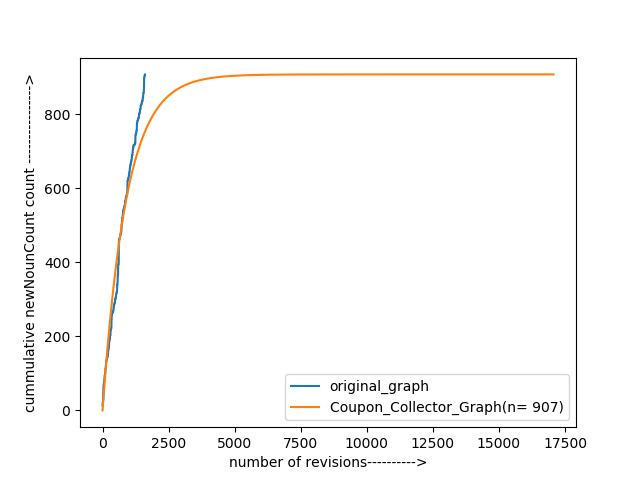 cummulative newNounCount count ---------------->
800
600
400
200
0
0 2500 5000 7500 10000 12500 15000 17500
number of revisions---------->
original_graph
Coupon_Collector_Graph(n= 907)